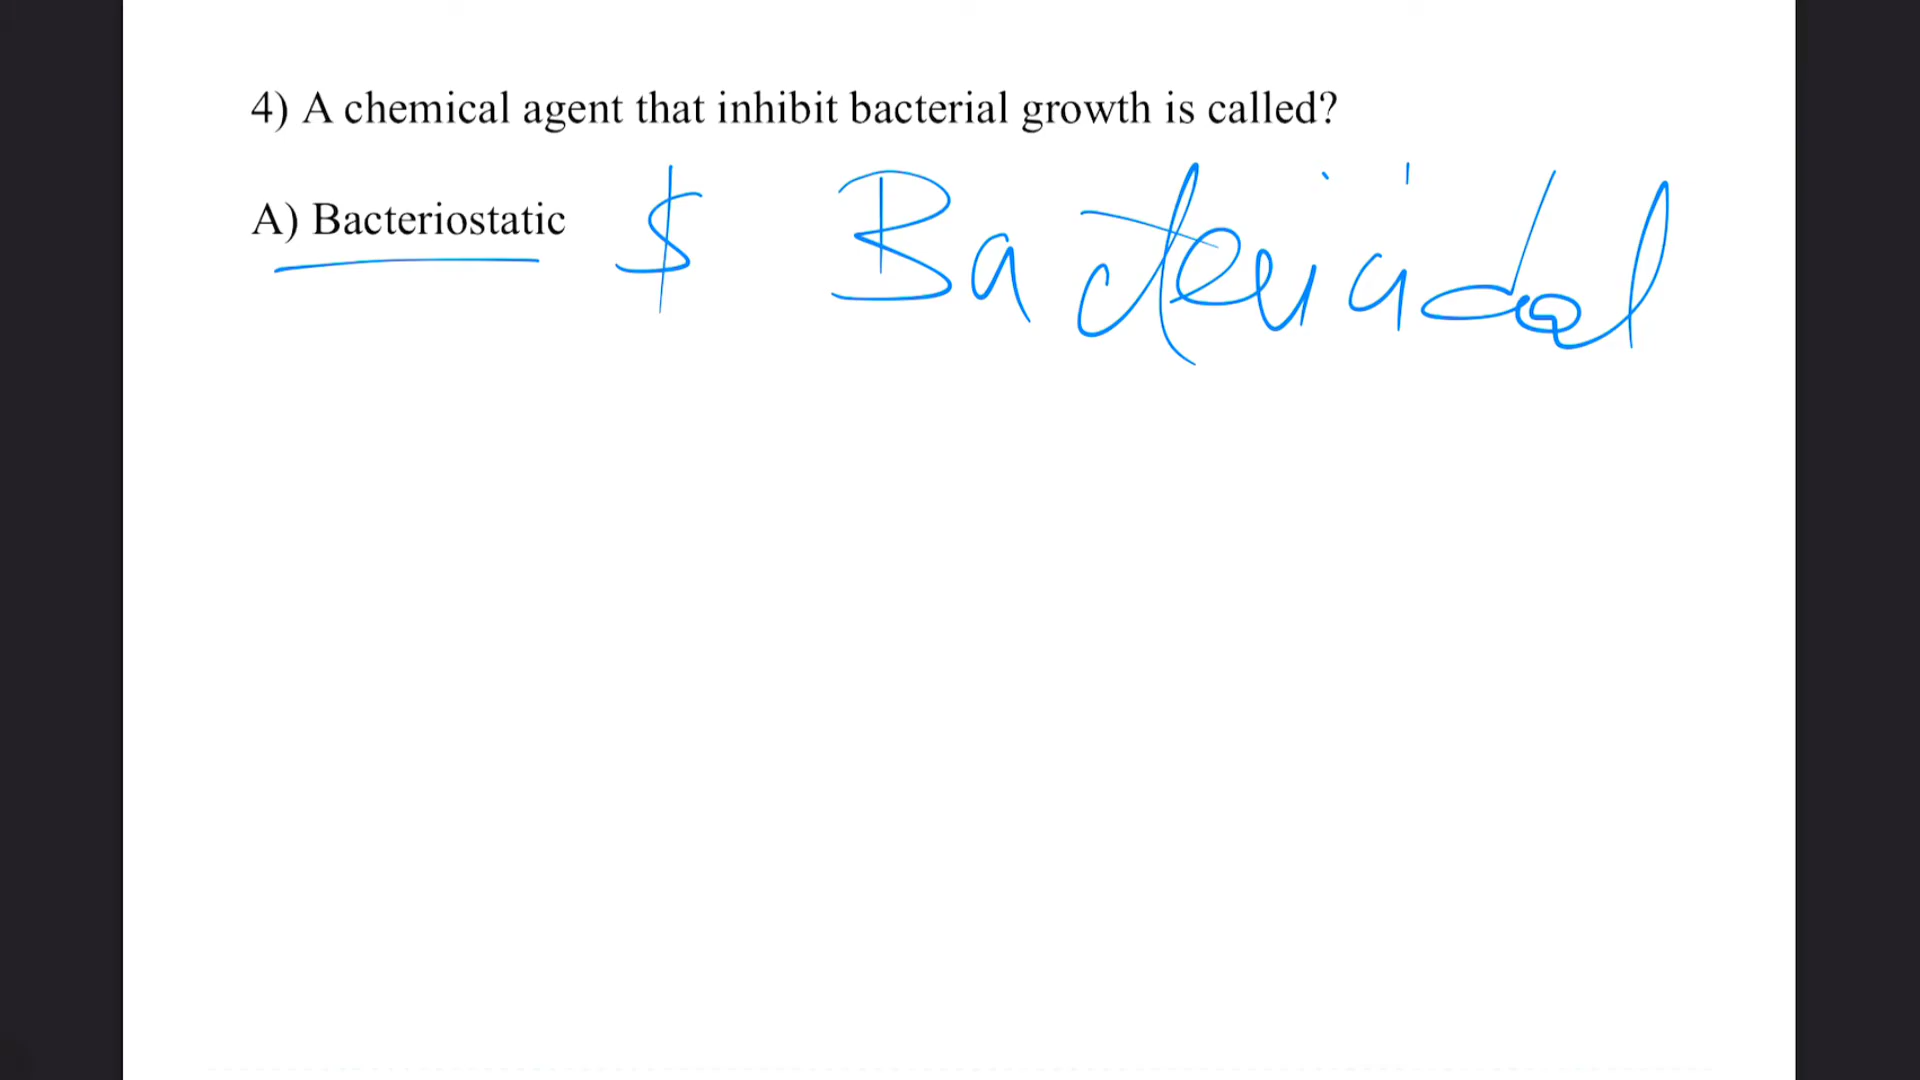 4) A chemical agent that inhibit bacterial growth is called?
A) Bacteriostatic $ Bactericidal